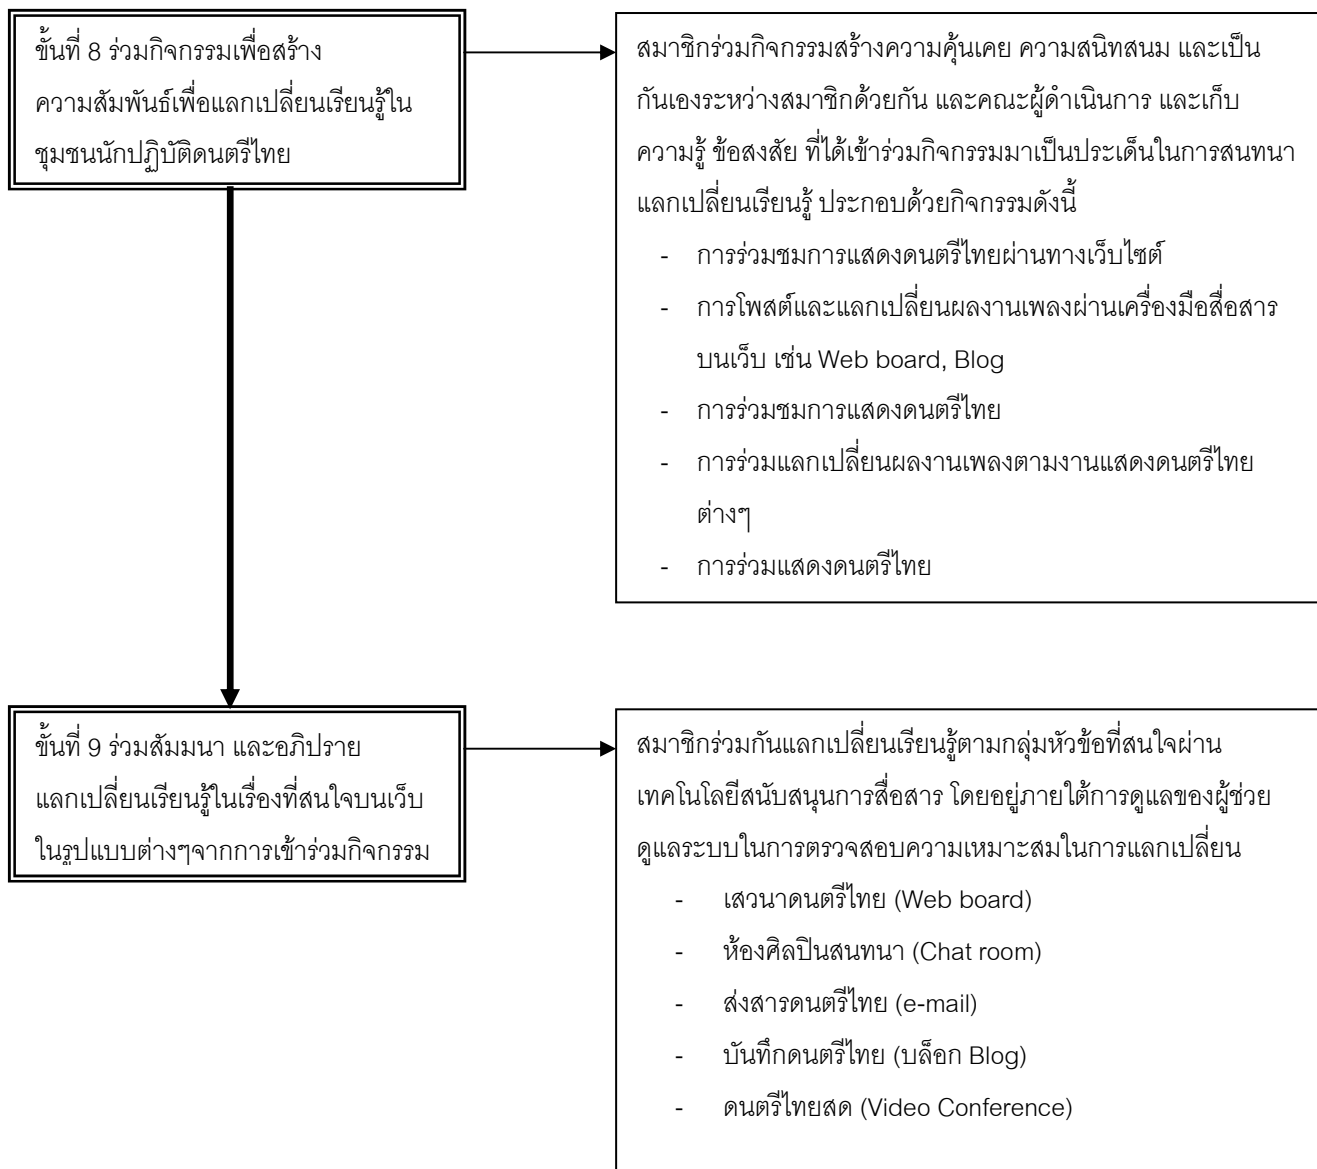 ขั้นที่ 8 ร่วมกิจกรรมเพื่อสร้าง
ความสัมพันธ์เพื่อแลกเปลี่ยนเรียนรู้ใน
ชุมชนนักปฏิบัติดนตรีไทย
สมาชิกร่วมกิจกรรมสร้างความคุ้นเคย ความสนิทสนม และเป็น
กันเองระหว่างสมาชิกด้วยกัน และคณะผู้ดำเนินการ และเก็บ
ความรู้ ข้อสงสัย ที่ได้เข้าร่วมกิจกรรมมาเป็นประเด็นในการสนทนา
แลกเปลี่ยนเรียนรู้ ประกอบด้วยกิจกรรมดังนี้
- การร่วมชมการแสดงดนตรีไทยผ่านทางเว็บไซต์
- การโพสต์และแลกเปลี่ยนผลงานเพลงผ่านเครื่องมือสื่อสาร
บนเว็บ เช่น Web board, Blog
- การร่วมชมการแสดงดนตรีไทย
- การร่วมแลกเปลี่ยนผลงานเพลงตามงานแสดงดนตรีไทย
ต่างๆ
- การร่วมแสดงดนตรีไทย
ขั้นที่ 9 ร่วมสัมมนา และอภิปราย
แลกเปลี่ยนเรียนรู้ในเรื่องที่สนใจบนเว็บ
ในรูปแบบต่างๆจากการเข้าร่วมกิจกรรม
สมาชิกร่วมกันแลกเปลี่ยนเรียนรู้ตามกลุ่มหัวข้อที่สนใจผ่าน
เทคโนโลยีสนับสนุนการสื่อสาร โดยอยู่ภายใต้การดูแลของผู้ช่วย
ดูแลระบบในการตรวจสอบความเหมาะสมในการแลกเปลี่ยน
- เสวนาดนตรีไทย (Web board)
- ห้องศิลปินสนทนา (Chat room)
- ส่งสารดนตรีไทย (e-mail)
- บันทึกดนตรีไทย (บล็อก Blog)
- ดนตรีไทยสด (Video Conference)